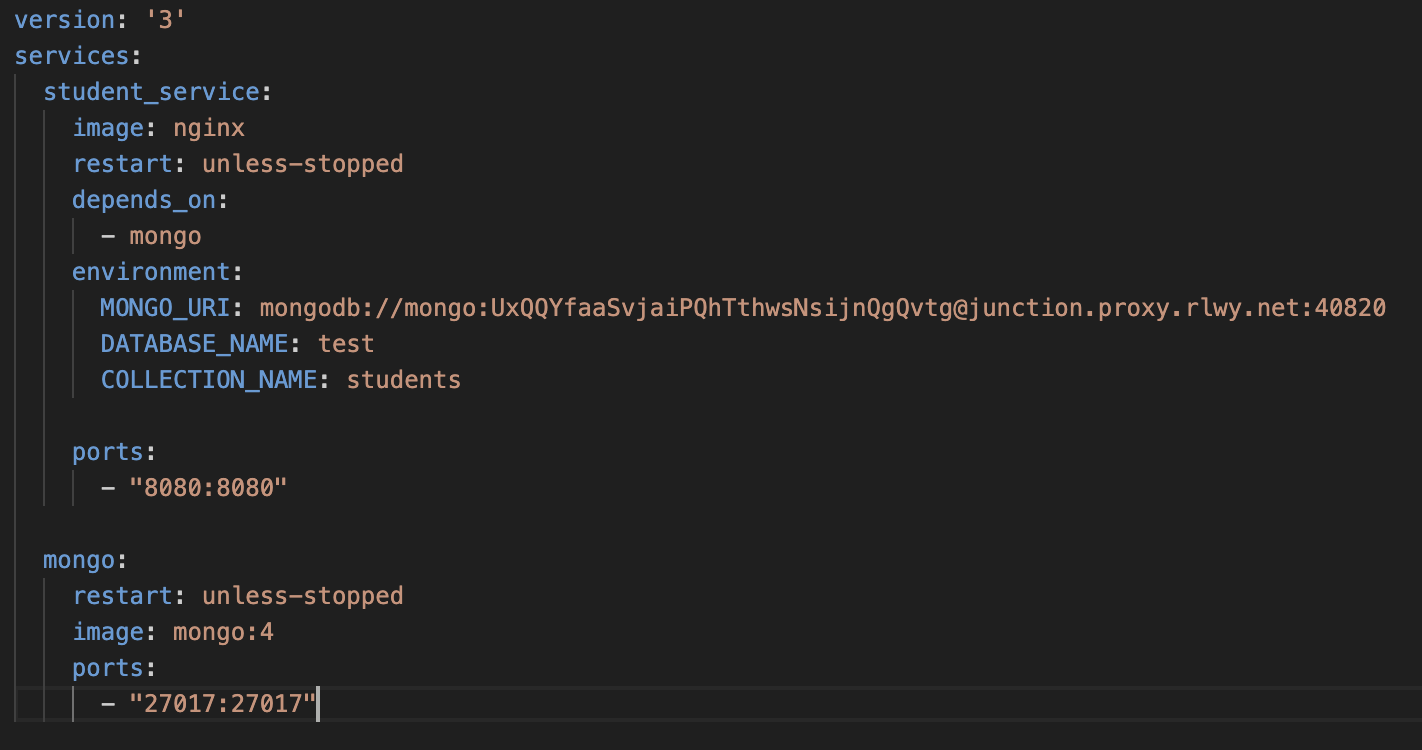 version: '3'
services:
  student_service:
    image: nginx
    restart: unless-stopped
    depends_on:
      - mongo
    environment:
      MONGO_URI: mongodb://mongo:UxQQYfaaSvjaiPQhTthwsNsijnQgQvtg@junction.proxy.rlwy.net:40820
      DATABASE_NAME: test
      COLLECTION_NAME: students

    ports:
      - "8080:8080"

  mongo:
    restart: unless-stopped
    image: mongo:4
    ports:
      - "27017:27017"